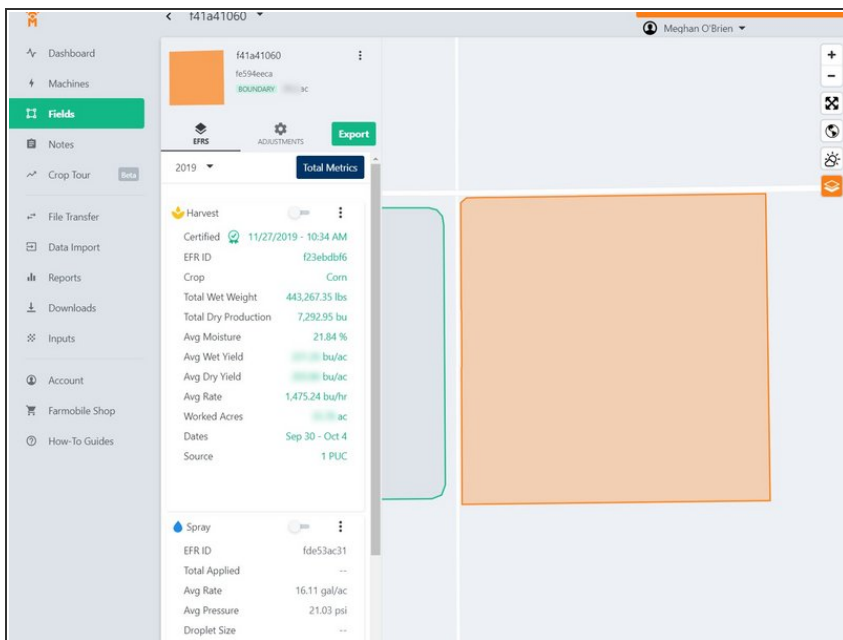 f41a41060
Meghan O'Brien
Dashboard
Machines
Fields
Notes
Crop Tour Beta
File Transfer
Data Import
Reports
Downloads
Inputs
Account
Farmobile Shop
How-To Guides
f41a41060
fe594eeca
BOUNDARY ac
EFRS
ADJUSTMENTS
Export
2019
Total Metrics
Harvest
Certified 11/27/2019 - 10:34 AM
EFR ID f23ebdbf6
Crop Corn
Total Wet Weight 443,267.35 lbs
Total Dry Production 7,292.95 bu
Avg Moisture 21.84 %
Avg Wet Yield bu/ac
Avg Dry Yield bu/ac
Avg Rate 1,475.24 bu/hr
Worked Acres ac
Dates Sep 30 - Oct 4
Source 1 PUC
Spray
EFR ID fde53ac31
Total Applied --
Avg Rate 16.11 gal/ac
Avg Pressure 21.03 psi
Droplet Size --